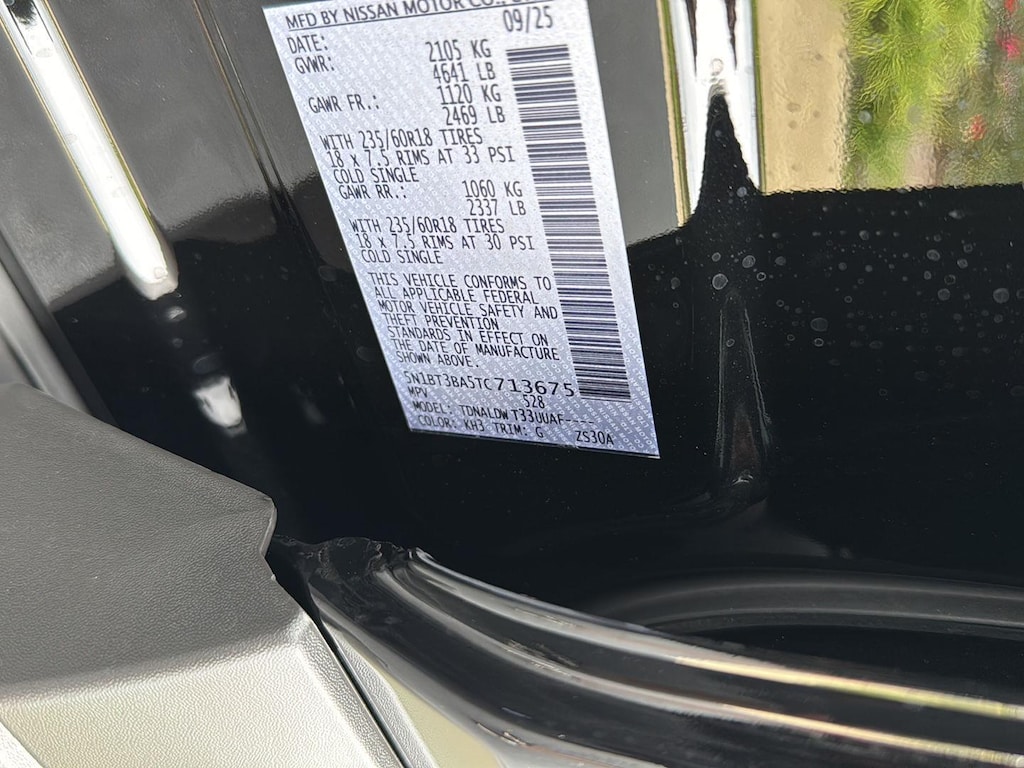 MFD BY NISSAN MOTOR CO.,
DATE: 09/25
GVWR: 2105 KG
4641 LB
GAWR FR.: 1120 KG
2469 LB
WITH 235/60R18 TIRES
18 x 7.5 RIMS AT 33 PSI
COLD SINGLE
GAWR RR.: 1060 KG
2337 LB
WITH 235/60R18 TIRES
18 x 7.5 RIMS AT 30 PSI
COLD SINGLE
THIS VEHICLE CONFORMS TO
ALL APPLICABLE FEDERAL
MOTOR VEHICLE SAFETY AND
THEFT PREVENTION
STANDARDS IN EFFECT ON
THE DATE OF MANUFACTURE
SHOWN ABOVE.
5N1BT3BA5TC713675
MPV 528
MODEL: TDNALDW T33UUAF----
COLOR: KH3 TRIM: G ZS30A